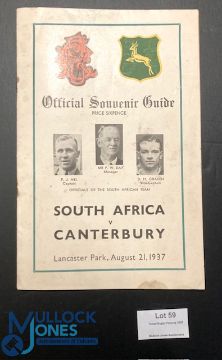 Official Souvenir Guide
PRICE SIXPENCE
MR P. W. DAY
Manager
P. J. NEL
Captain
D. H. CRAVEN
Vice-Captain
OFFICIALS OF THE SOUTH AFRICAN TEAM
SOUTH AFRICA
v
CANTERBURY
Lancaster Park, August 21, 1937
Lot 59
MULLOCK
JONES